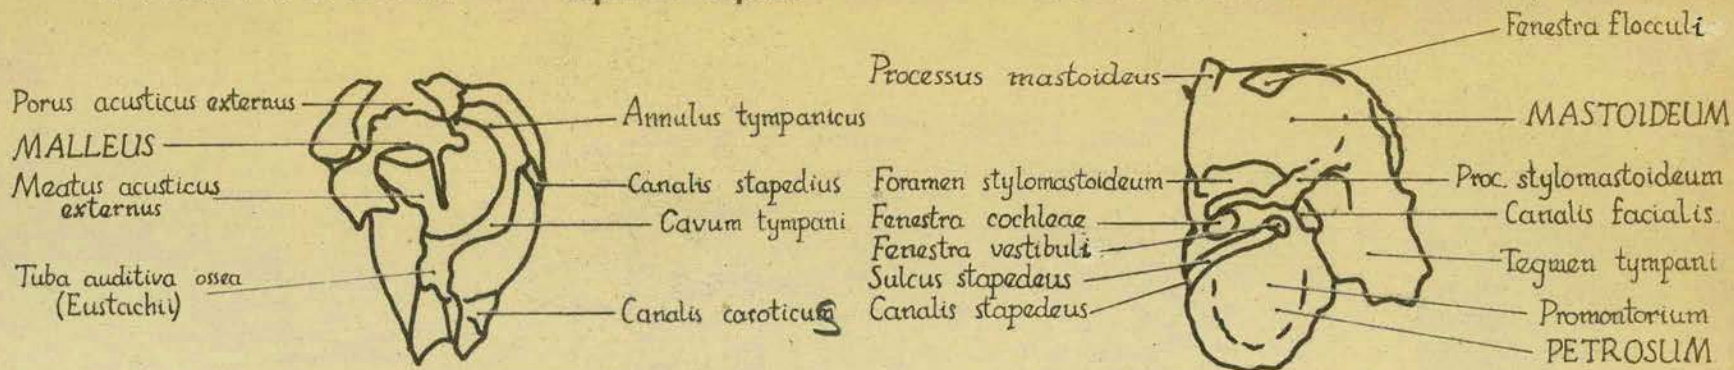 Porus acusticus externus
MALLEUS
Meatus acusticus
externus
Tuba auditiva ossea
(Eustachii)
Annulus tympanicus
Canalis stapedius
Cavum tympani
Canalis caroticus
Processus mastoideus
Foramen stylomastoideum
Fenestra cochleae
Fenestra vestibuli
Sulcus stapedeus
Canalis stapedeus
Fenestra flocculi
MASTOIDEUM
Proc. stylomastoideum
Canalis facialis
Tegmen tympani
Promontorium
PETROSUM